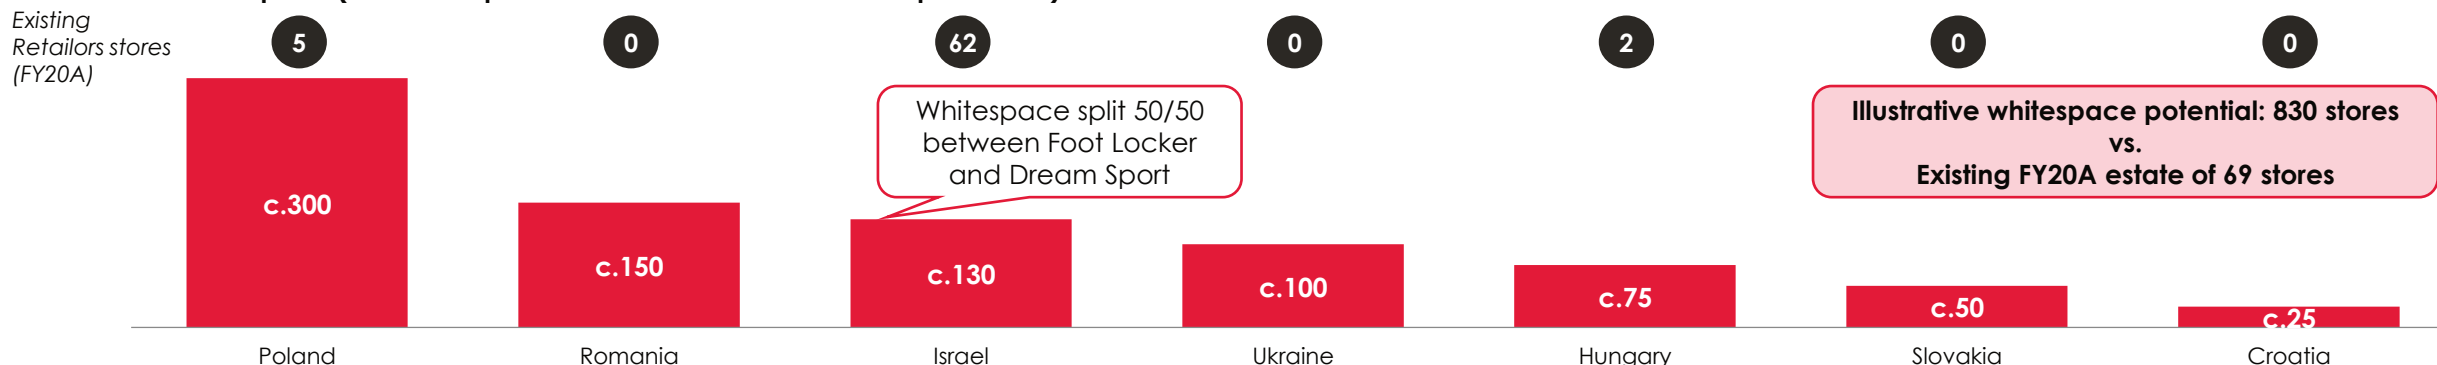 Existing
Retailors stores
(FY20A)
5
0
62
0
2
0
0
Whitespace split 50/50
between Foot Locker
and Dream Sport
Illustrative whitespace potential: 830 stores
vs.
Existing FY20A estate of 69 stores
c.300
c.150
c.130
c.100
c.75
c.50
c.25
Poland
Romania
Israel
Ukraine
Hungary
Slovakia
Croatia